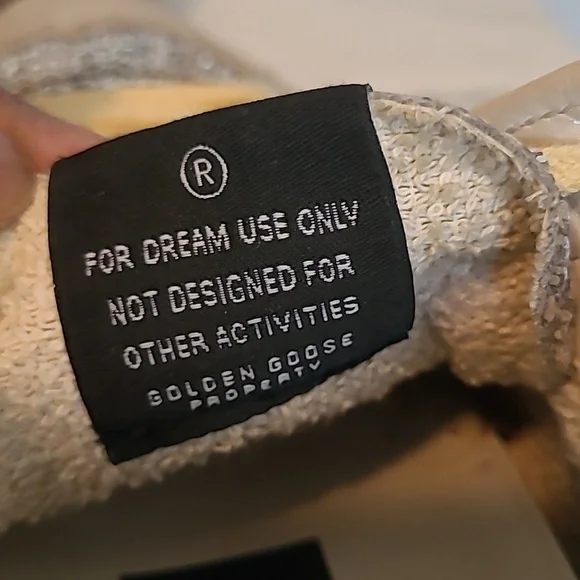 ®
FOR DREAM USE ONLY
NOT DESIGNED FOR
OTHER ACTIVITIES
GOLDEN GOOSE
PROPERTY